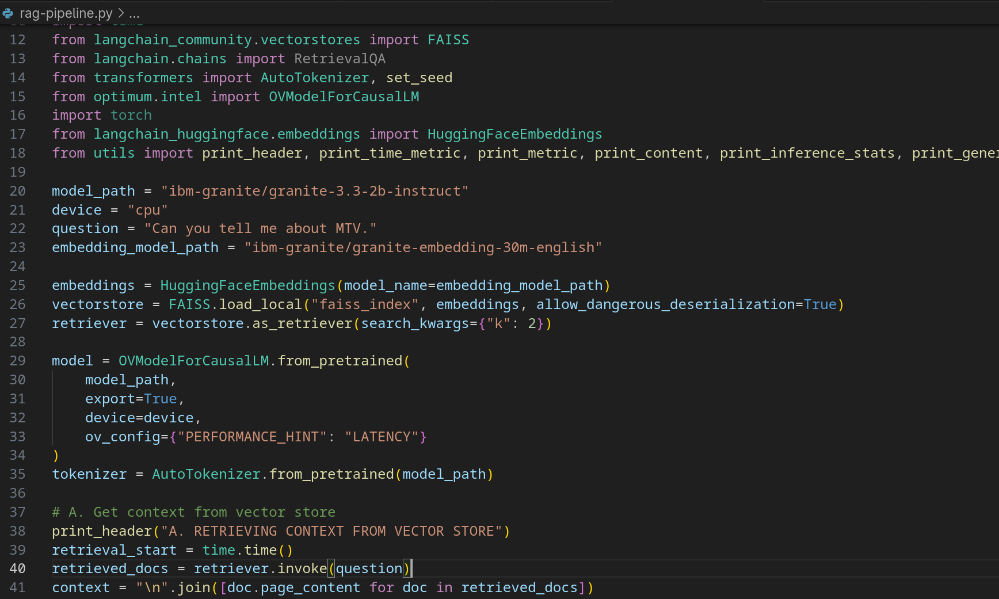 rag-pipeline.py > ...
11 import time
12 from langchain_community.vectorstores import FAISS
13 from langchain.chains import RetrievalQA
14 from transformers import AutoTokenizer, set_seed
15 from optimum.intel import OVModelForCausalLM
16 import torch
17 from langchain_huggingface.embeddings import HuggingFaceEmbeddings
18 from utils import print_header, print_time_metric, print_metric, print_content, print_inference_stats, print_gene
19
20 model_path = "ibm-granite/granite-3.3-2b-instruct"
21 device = "cpu"
22 question = "Can you tell me about MTV."
23 embedding_model_path = "ibm-granite/granite-embedding-30m-english"
24
25 embeddings = HuggingFaceEmbeddings(model_name=embedding_model_path)
26 vectorstore = FAISS.load_local("faiss_index", embeddings, allow_dangerous_deserialization=True)
27 retriever = vectorstore.as_retriever(search_kwargs={"k": 2})
28
29 model = OVModelForCausalLM.from_pretrained(
30     model_path,
31     export=True,
32     device=device,
33     ov_config={"PERFORMANCE_HINT": "LATENCY"}
34 )
35 tokenizer = AutoTokenizer.from_pretrained(model_path)
36
37 # A. Get context from vector store
38 print_header("A. RETRIEVING CONTEXT FROM VECTOR STORE")
39 retrieval_start = time.time()
40 retrieved_docs = retriever.invoke(question)
41 context = "\n".join([doc.page_content for doc in retrieved_docs])